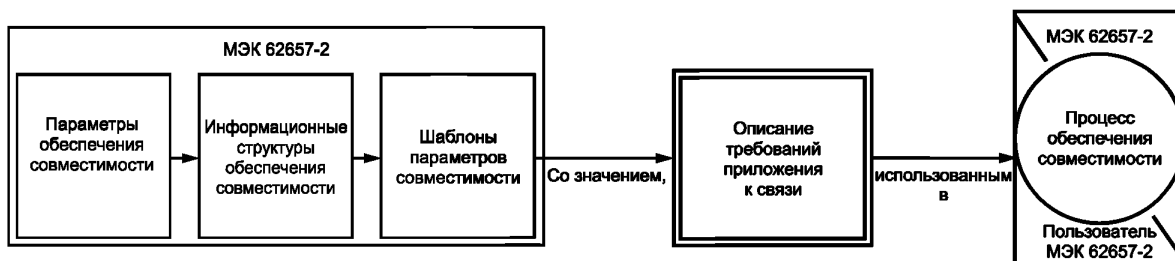 МЭК 62657-2
Параметры
обеспечения
совместимости
Информационные
структуры
обеспечения
совместимости
Шаблоны
параметров
совместимости
Со значением,
Описание
требований
приложения
к связи
использованным
в
МЭК 62657-2
Процесс
обеспечения
совместимости
Пользователь
МЭК 62657-2